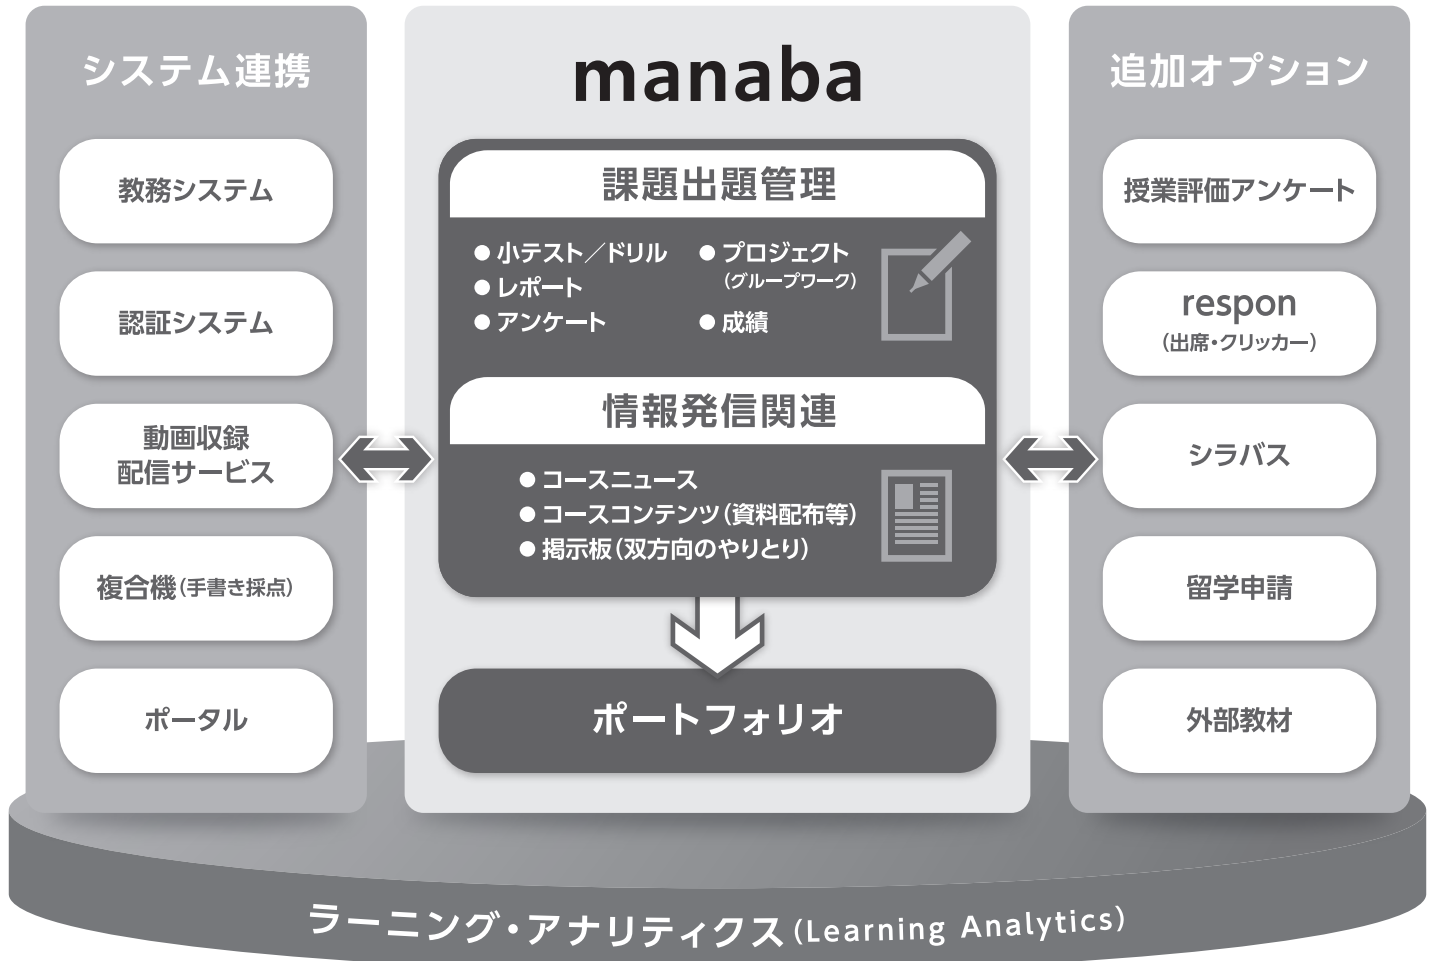 システム連携
教務システム
認証システム
動画収録
配信サービス
複合機（手書き採点）
ポータル
manaba
課題出題管理
● 小テスト／ドリル
● レポート
● アンケート
● プロジェクト
（グループワーク）
● 成績
情報発信関連
● コースニュース
● コースコンテンツ（資料配布等）
● 掲示板（双方向のやりとり）
ポートフォリオ
追加オプション
授業評価アンケート
respon
（出席・クリッカー）
シラバス
留学申請
外部教材
ラーニング・アナリティクス（Learning Analytics）